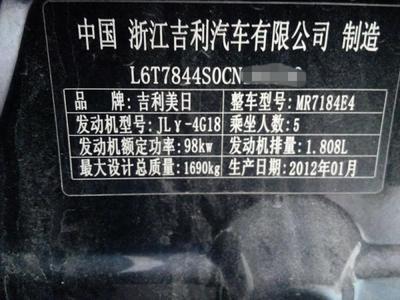 中国 浙江吉利汽车有限公司 制造
L6T7844S0CN
品 牌:吉利美日 整车型号:MR7184E4
发动机型号:JLγ-4G18 乘坐人数:5
发动机额定功率:98kw 发动机排量:1.808L
最大设计总质量:1690kg 生产日期:2012年01月